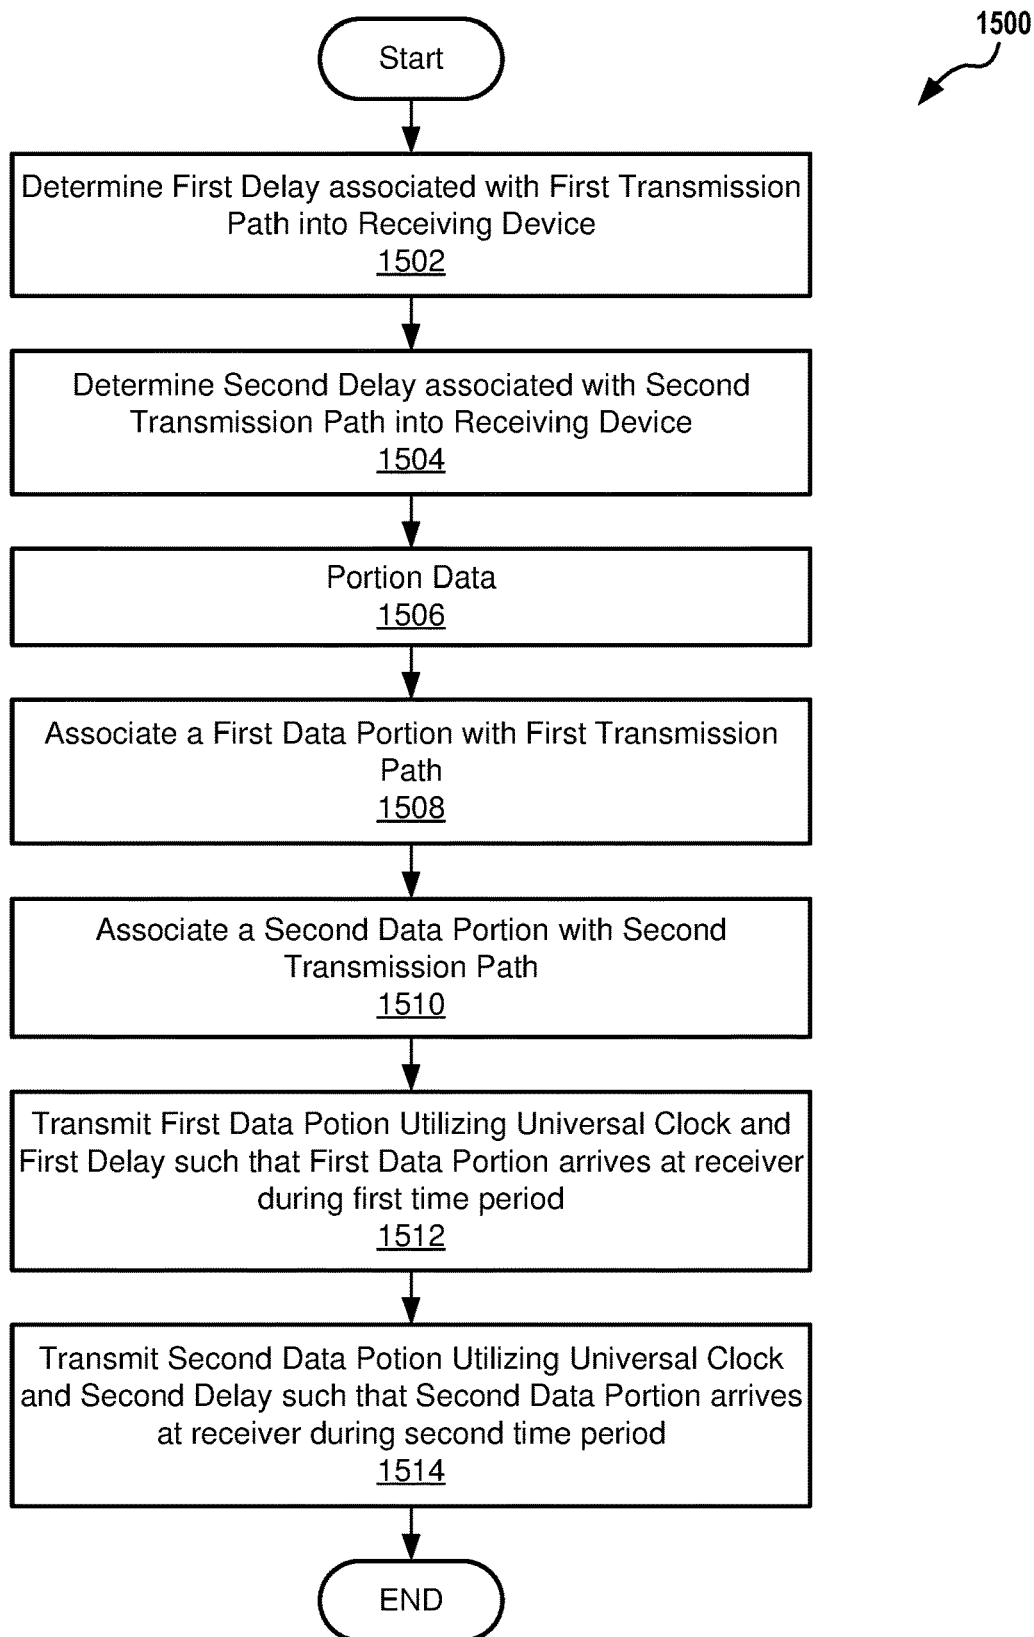 1500
Start
Determine First Delay associated with First Transmission
Path into Receiving Device
1502
Determine Second Delay associated with Second
Transmission Path into Receiving Device
1504
Portion Data
1506
Associate a First Data Portion with First Transmission
Path
1508
Associate a Second Data Portion with Second
Transmission Path
1510
Transmit First Data Potion Utilizing Universal Clock and
First Delay such that First Data Portion arrives at receiver
during first time period
1512
Transmit Second Data Potion Utilizing Universal Clock
and Second Delay such that Second Data Portion arrives
at receiver during second time period
1514
END